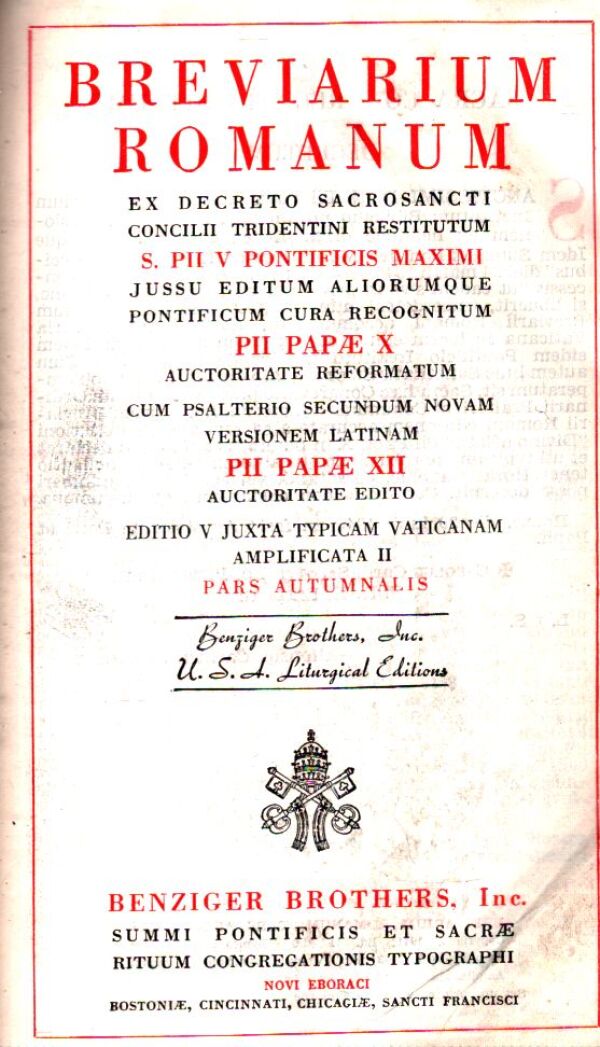 BREVIARIUM
ROMANUM
EX DECRETO SACROSANCTI
CONCILII TRIDENTINI RESTITUTUM
S. PII V PONTIFICIS MAXIMI
JUSSU EDITUM ALIORUMQUE
PONTIFICUM CURA RECOGNITUM
PII PAPÆ X
AUCTORITATE REFORMATUM
CUM PSALTERIO SECUNDUM NOVAM
VERSIONEM LATINAM
PII PAPÆ XII
AUCTORITATE EDITO
EDITIO V JUXTA TYPICAM VATICANAM
AMPLIFICATA II
PARS AUTUMNALIS
Benziger Brothers, Inc.
U. S. A. Liturgical Editions
BENZIGER BROTHERS, Inc.
SUMMI PONTIFICIS ET SACRÆ
RITUUM CONGREGATIONIS TYPOGRAPHI
NOVI EBORACI
BOSTONIÆ, CINCINNATI, CHICAGIÆ, SANCTI FRANCISCI